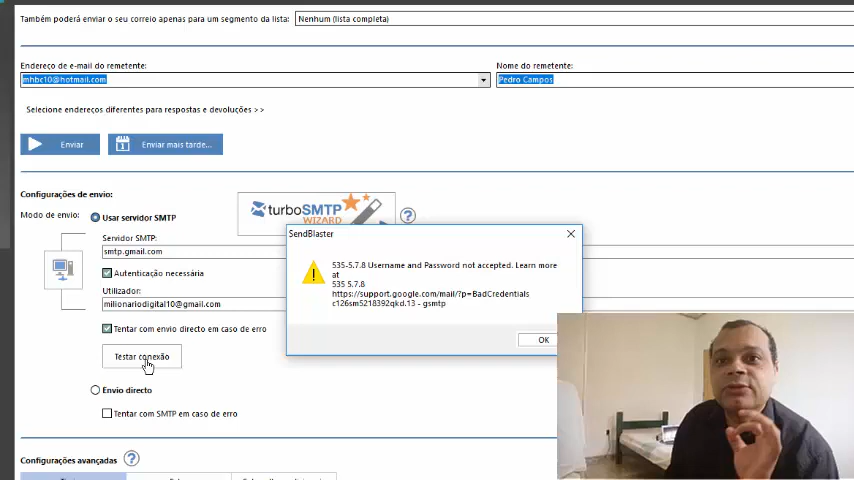 Também poderá enviar o seu correio apenas para um segmento da lista: Nenhum (lista completa)
Endereço de e-mail do remetente: Nome do remetente:
mhbc10@hotmail.com Pedro Campos
Selecione endereços diferentes para respostas e devoluções >>
Enviar 1 Enviar mais tarde...
Configurações de envio:
Modo de envio: Usar servidor SMTP
turboSMTP
WIZARD
?
Servidor SMTP:
smtp.gmail.com
Autenticação necessária
Utilizador:
milionariodigital10@gmail.com
Tentar com envio directo em caso de erro
Testar conexão
Envio directo
Tentar com SMTP em caso de erro
Configurações avançadas ?
SendBlaster
535-5.7.8 Username and Password not accepted. Learn more
at
535 5.7.8
https://support.google.com/mail/?p=BadCredentials
c126sm5218392qkd.13 - gsmtp
OK